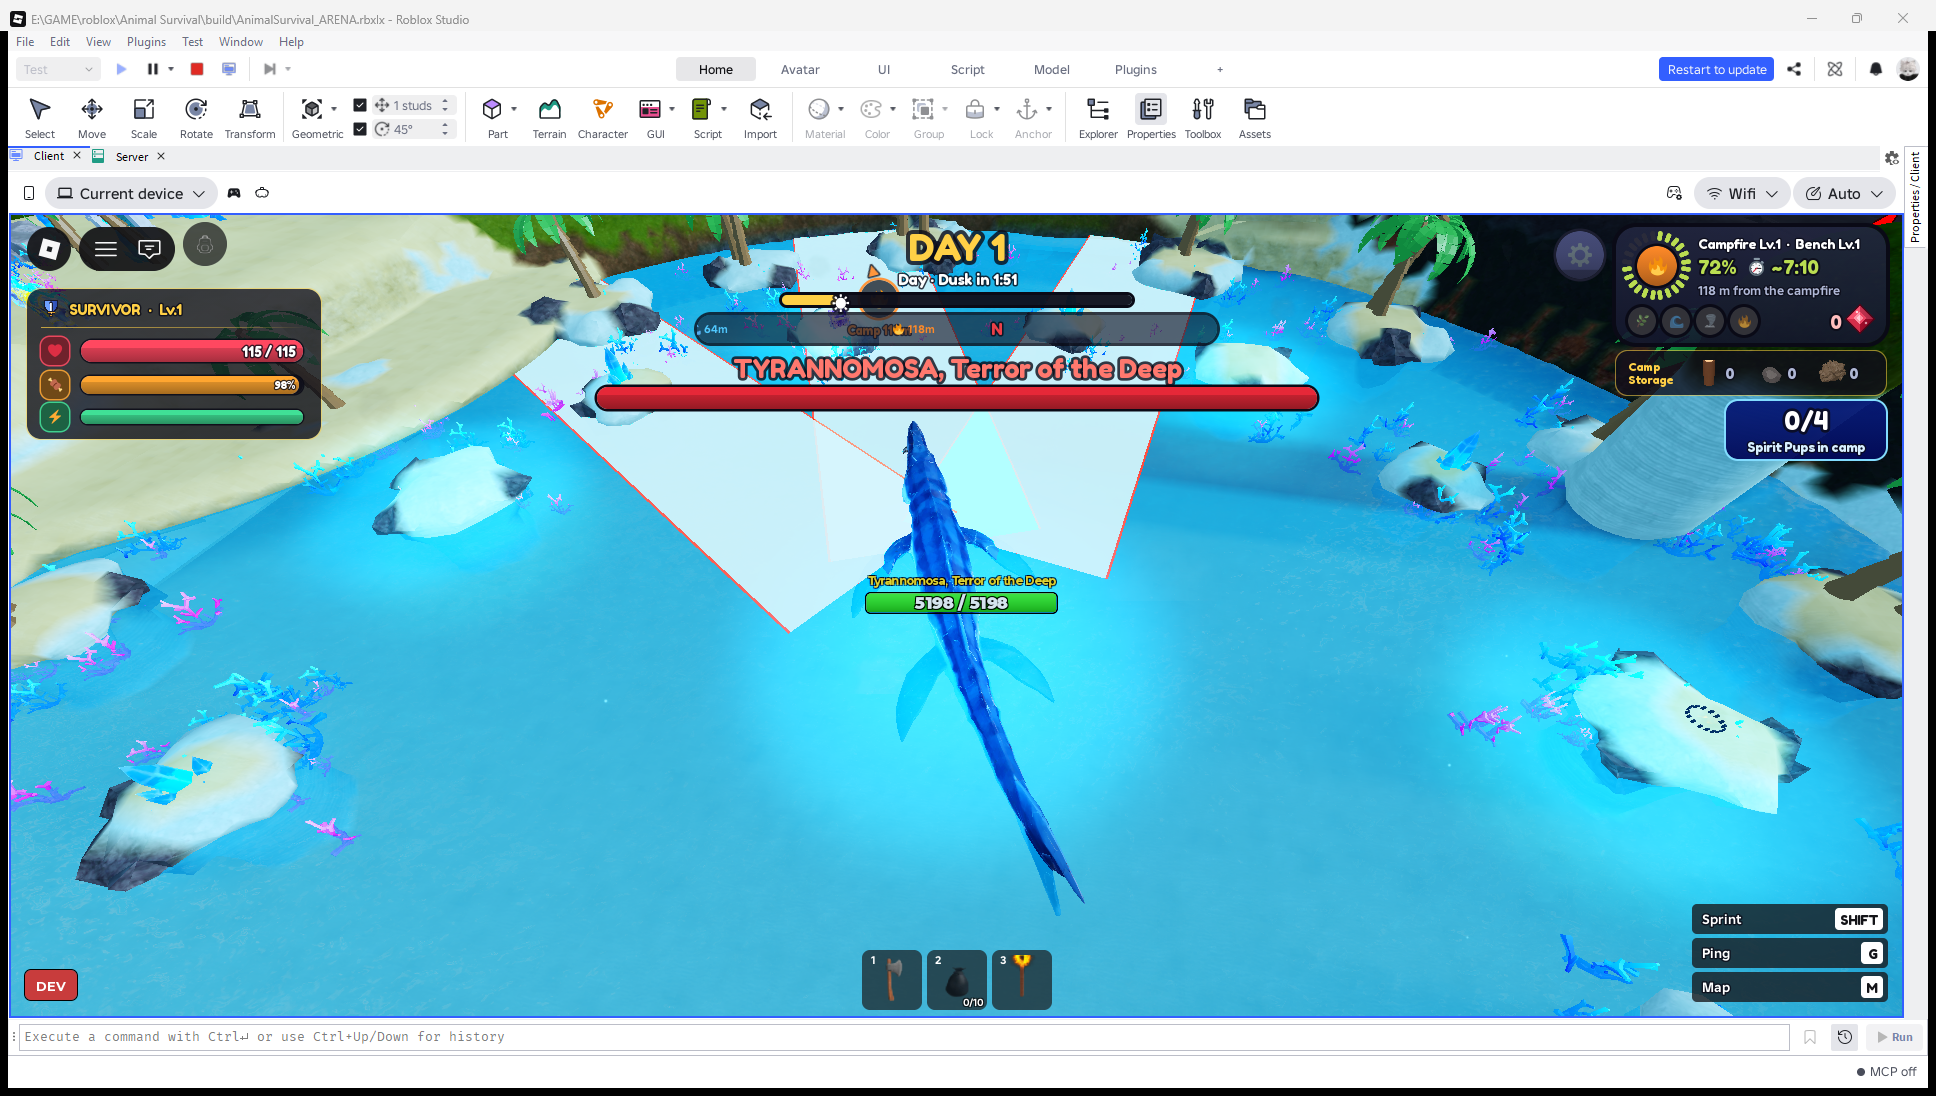 E:\GAME\roblox\Animal Survival\build\AnimalSurvival_ARENA.rbxlx - Roblox Studio
File Edit View Plugins Test Window Help
Test
Home Avatar UI Script Model Plugins +
Restart to update
1 studs
45°
Select Move Scale Rotate Transform Geometric Part Terrain Character GUI Script Import Material Color Group Lock Anchor Explorer Properties Toolbox Assets
Client Server
Properties / Client
Current device
Wifi Auto
DAY 1
Day · Dusk in 1:51
64m
118m
N
TYRANNOMOSA, Terror of the Deep
SURVIVOR · Lv.1
115 / 115
98%
Campfire Lv.1 · Bench Lv.1
72% ~7:10
118 m from the campfire
0
Camp Storage 0 0 0
0/4
Spirit Pups in camp
Tyrannomosa, Terror of the Deep
5198 / 5198
Sprint SHIFT
Ping G
Map M
DEV
1 2 3
0/10
Execute a command with Ctrl+↵ or use Ctrl+Up/Down for history
Run
MCP off